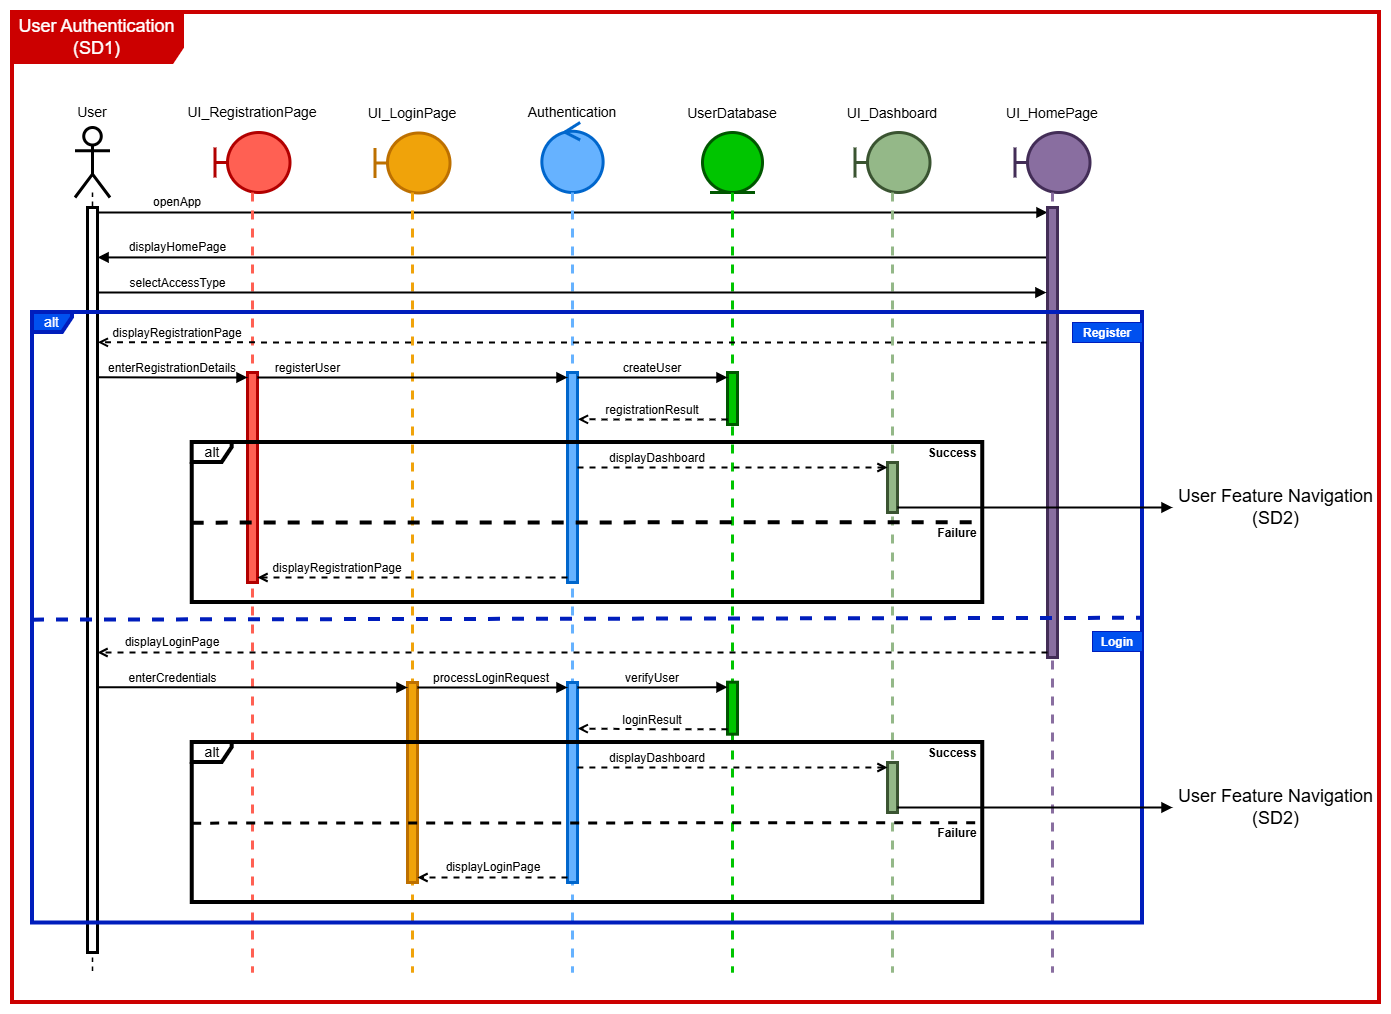 User Authentication
(SD1)
User
UI_RegistrationPage
UI_LoginPage
Authentication
UserDatabase
UI_Dashboard
UI_HomePage
openApp
displayHomePage
selectAccessType
alt
Register
displayRegistrationPage
enterRegistrationDetails
registerUser
createUser
registrationResult
alt
Success
displayDashboard
User Feature Navigation
(SD2)
Failure
displayRegistrationPage
Login
displayLoginPage
enterCredentials
processLoginRequest
verifyUser
loginResult
alt
Success
displayDashboard
User Feature Navigation
(SD2)
Failure
displayLoginPage